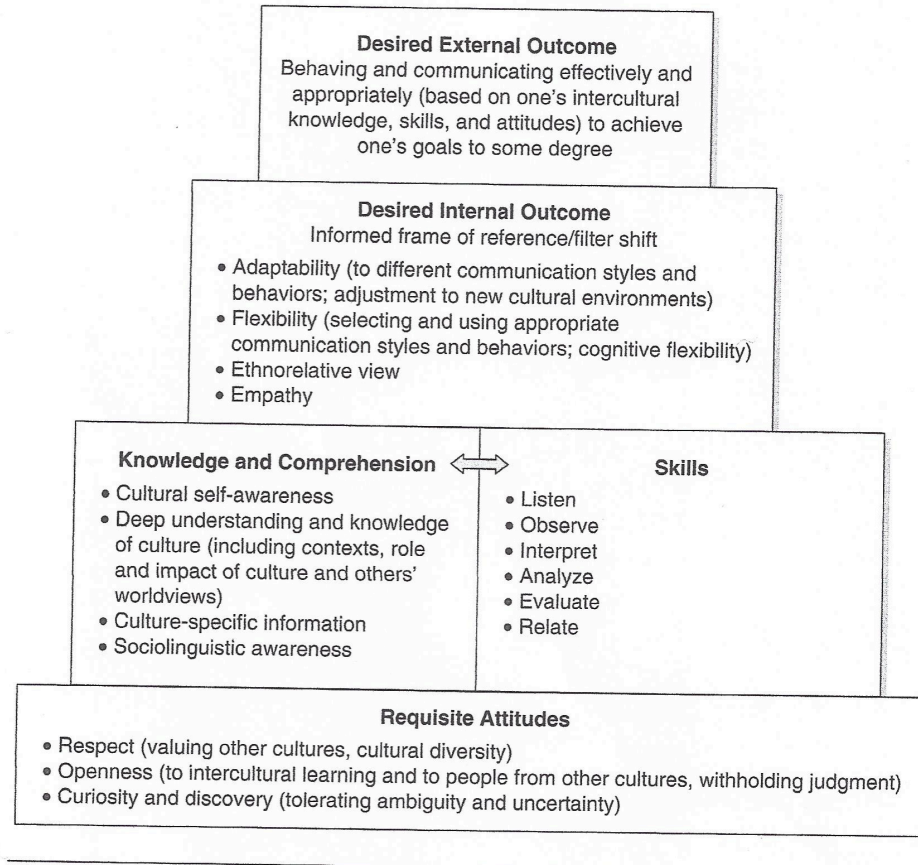 Desired External Outcome
Behaving and communicating effectively and
appropriately (based on one's intercultural
knowledge, skills, and attitudes) to achieve
one's goals to some degree
Desired Internal Outcome
Informed frame of reference/filter shift
• Adaptability (to different communication styles and
behaviors; adjustment to new cultural environments)
• Flexibility (selecting and using appropriate
communication styles and behaviors; cognitive flexibility)
• Ethnorelative view
• Empathy
Knowledge and Comprehension
• Cultural self-awareness
• Deep understanding and knowledge
of culture (including contexts, role
and impact of culture and others'
worldviews)
• Culture-specific information
• Sociolinguistic awareness
Skills
• Listen
• Observe
• Interpret
• Analyze
• Evaluate
• Relate
Requisite Attitudes
• Respect (valuing other cultures, cultural diversity)
• Openness (to intercultural learning and to people from other cultures, withholding judgment)
• Curiosity and discovery (tolerating ambiguity and uncertainty)